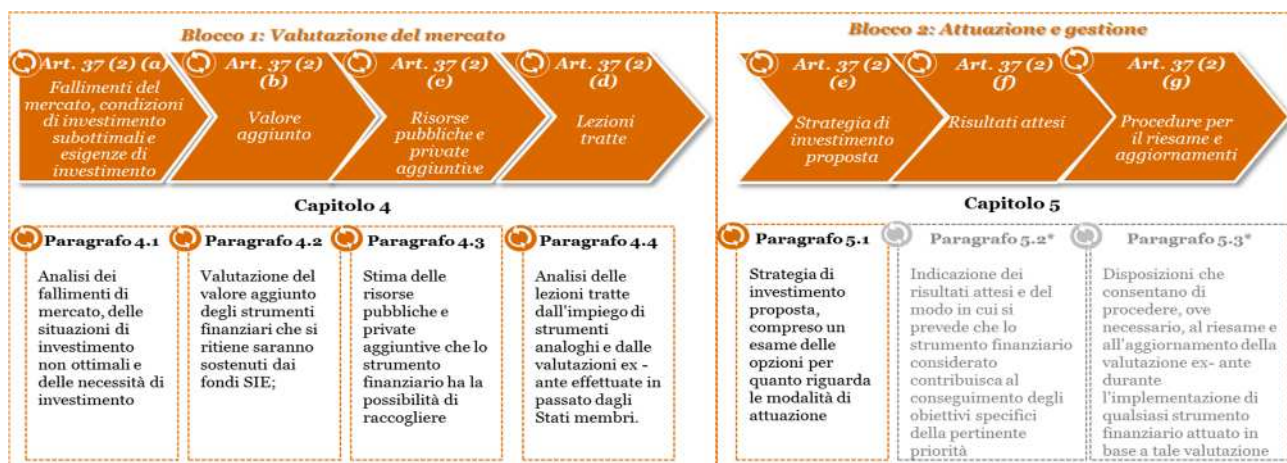 Blocco 1: Valutazione del mercato
Art. 37 (2) (a)
Fallimenti del
mercato, condizioni
di investimento
subottimali e
esigenze di
investimento
Art. 37 (2)
(b)
Valore
aggiunto
Art. 37 (2)
(c)
Risorse
pubbliche e
private
aggiuntive
Art. 37 (2)
(d)
Lezioni
tratte
Capitolo 4
Paragrafo 4.1
Analisi dei
fallimenti di
mercato, delle
situazioni di
investimento
non ottimali e
delle necessità di
investimento
Paragrafo 4.2
Valutazione del
valore aggiunto
degli strumenti
finanziari che si
ritiene saranno
sostenuti dai
fondi SIE;
Paragrafo 4.3
Stima delle
risorse
pubbliche e
private
aggiuntive che lo
strumento
finanziario ha la
possibilità di
raccogliere
Paragrafo 4.4
Analisi delle
lezioni tratte
dall'impiego di
strumenti
analoghi e dalle
valutazioni ex -
ante effettuate in
passato dagli
Stati membri.
Blocco 2: Attuazione e gestione
Art. 37 (2)
(e)
Strategia di
investimento
proposta
Art. 37 (2)
(f)
Risultati attesi
Art. 37 (2)
(g)
Procedure per
il riesame e
aggiornamenti
Capitolo 5
Paragrafo 5.1
Strategia di
investimento
proposta,
compreso un
esame delle
opzioni per
quanto riguarda
le modalità di
attuazione
Paragrafo 5.2*
Indicazione dei
risultati attesi e del
modo in cui si
prevede che lo
strumento finanziario
considerato
contribuisca al
conseguimento degli
obiettivi specifici
della pertinente
priorità
Paragrafo 5.3*
Disposizioni che
consentano di
procedere, ove
necessario, al riesame e
all'aggiornamento della
valutazione ex- ante
durante
l'implementazione di
qualsiasi strumento
finanziario attuato in
base a tale valutazione